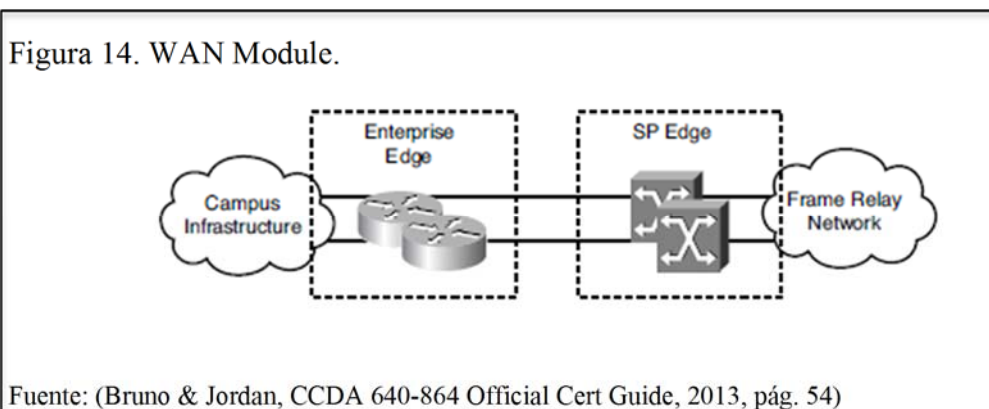 Figura 14. WAN Module.
Enterprise
Edge
SP Edge
Campus
Infrastructure
Frame Relay
Network
Fuente: (Bruno & Jordan, CCDA 640-864 Official Cert Guide, 2013, pág. 54)